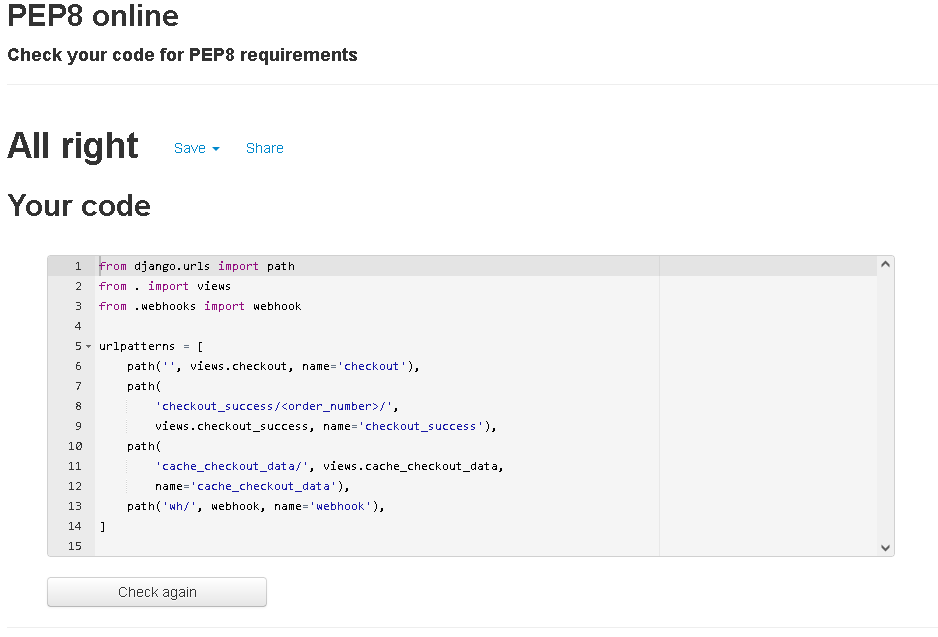 PEP8 online
Check your code for PEP8 requirements
All right Save Share
Your code
1 from django.urls import path
2 from . import views
3 from .webhooks import webhook
4
5 urlpatterns = [
6 path('', views.checkout, name='checkout'),
7 path(
8 'checkout_success/<order_number>/',
9 views.checkout_success, name='checkout_success'),
10 path(
11 'cache_checkout_data/', views.cache_checkout_data,
12 name='cache_checkout_data'),
13 path('wh/', webhook, name='webhook'),
14 ]
15
Check again